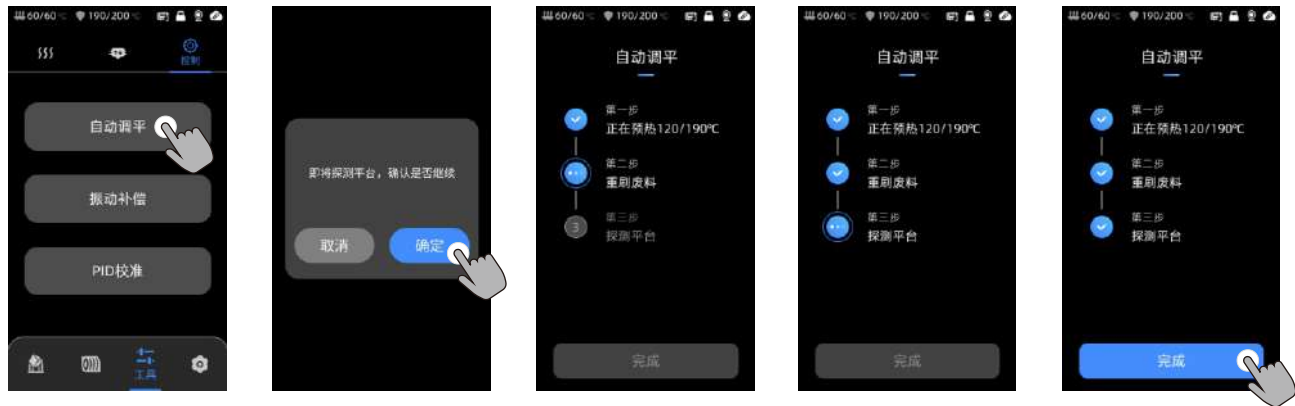 60/60℃ 190/200℃
控制
自动调平
振动补偿
PID校准
工具
即将探测平台，确认是否继续
取消 确定
60/60℃ 190/200℃
自动调平
第一步
正在预热120/190℃
第二步
重刷废料
3
第三步
探测平台
完成
60/60℃ 190/200℃
自动调平
第一步
正在预热120/190℃
第二步
重刷废料
第三步
探测平台
完成
60/60℃ 190/200℃
自动调平
第一步
正在预热120/190℃
第二步
重刷废料
第三步
探测平台
完成